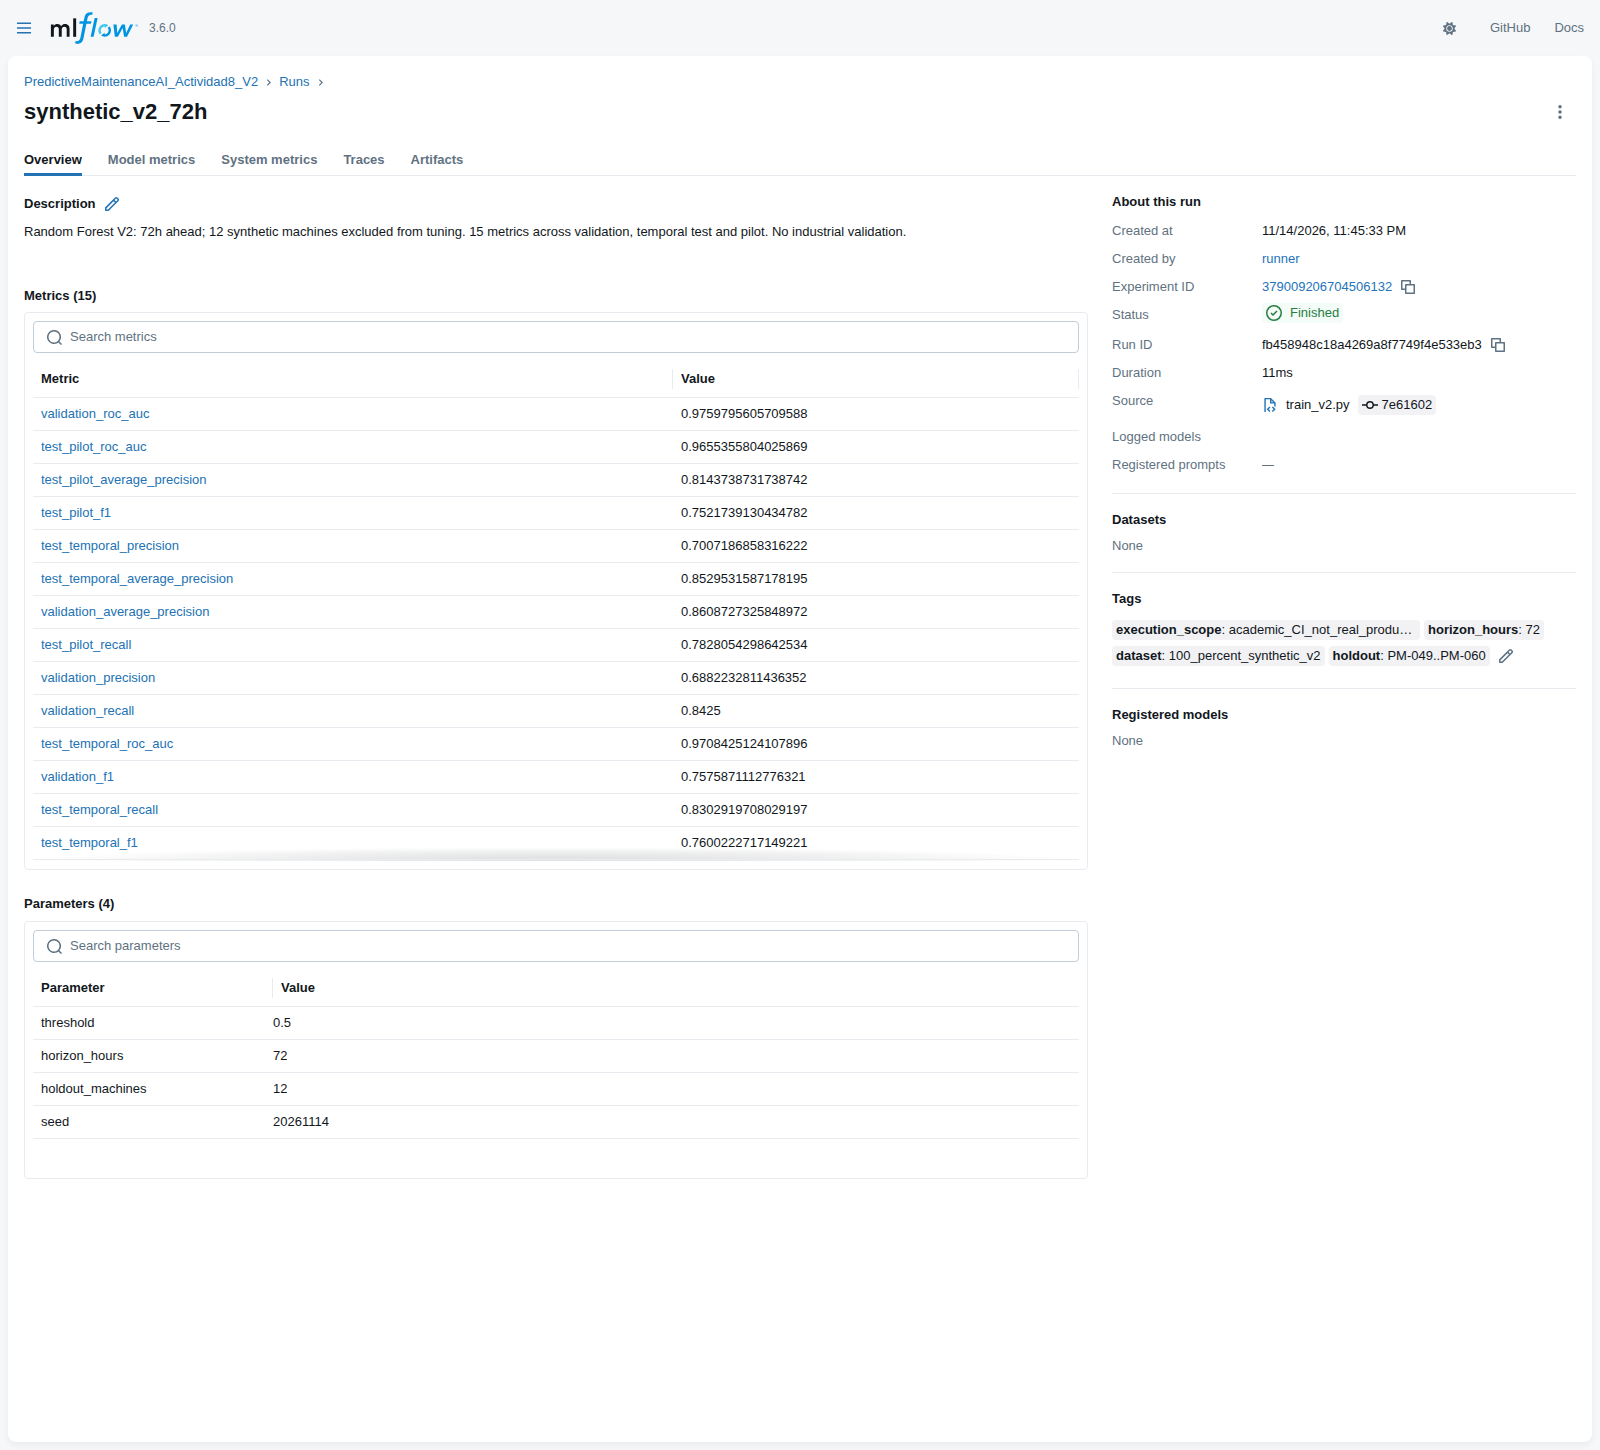 mlflow 3.6.0 GitHub Docs
PredictiveMaintenanceAI_Actividad8_V2 › Runs ›
synthetic_v2_72h
Overview Model metrics System metrics Traces Artifacts
Description
Random Forest V2: 72h ahead; 12 synthetic machines excluded from tuning. 15 metrics across validation, temporal test and pilot. No industrial validation.
Metrics (15)
Search metrics
Metric Value
validation_roc_auc 0.9759795605709588
test_pilot_roc_auc 0.9655355804025869
test_pilot_average_precision 0.8143738731738742
test_pilot_f1 0.7521739130434782
test_temporal_precision 0.7007186858316222
test_temporal_average_precision 0.8529531587178195
validation_average_precision 0.8608727325848972
test_pilot_recall 0.7828054298642534
validation_precision 0.6882232811436352
validation_recall 0.8425
test_temporal_roc_auc 0.9708425124107896
validation_f1 0.7575871112776321
test_temporal_recall 0.8302919708029197
test_temporal_f1 0.7600222717149221
Parameters (4)
Search parameters
Parameter Value
threshold 0.5
horizon_hours 72
holdout_machines 12
seed 20261114
About this run
Created at 11/14/2026, 11:45:33 PM
Created by runner
Experiment ID 379009206704506132
Status Finished
Run ID fb458948c18a4269a8f7749f4e533eb3
Duration 11ms
Source train_v2.py 7e61602
Logged models
Registered prompts —
Datasets
None
Tags
execution_scope: academic_CI_not_real_produ… horizon_hours: 72
dataset: 100_percent_synthetic_v2 holdout: PM-049..PM-060
Registered models
None